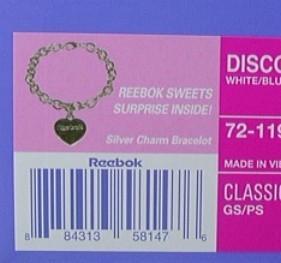 REEBOK SWEETS
SURPRISE INSIDE!
Silver Charm Bracelet
Reebok
8 84313 58147 6
DISCO
WHITE/BLU
72-119
MADE IN VI
CLASSIC
GS/PS